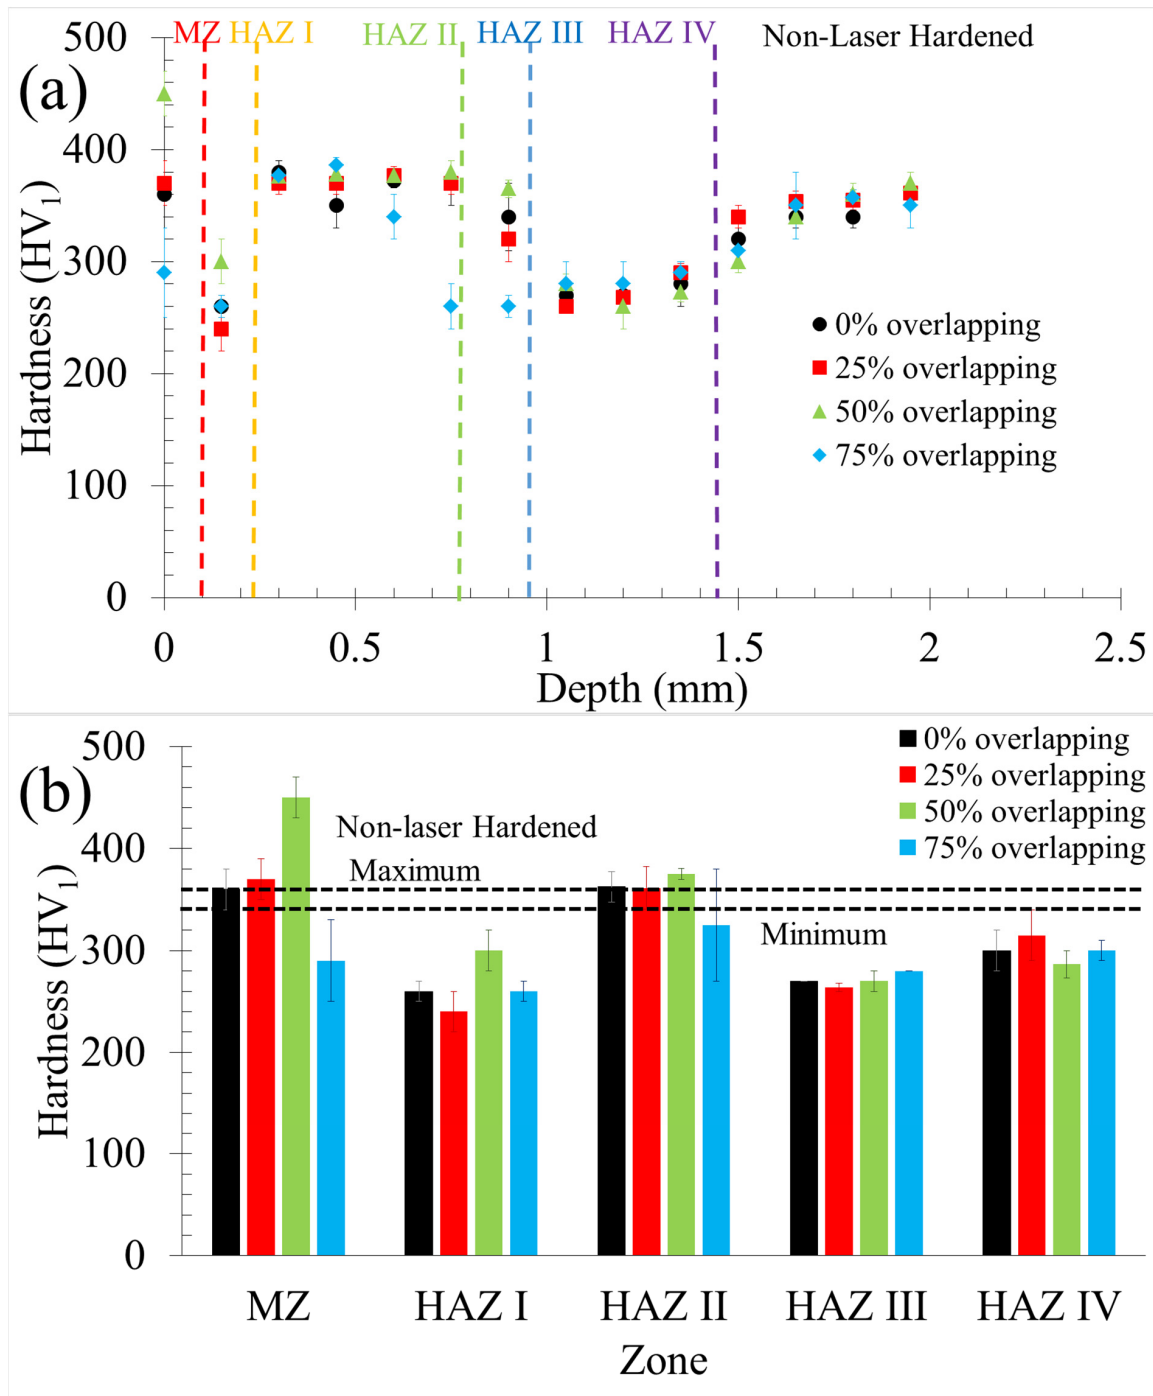 (a)
MZ HAZ I HAZ II HAZ III HAZ IV Non-Laser Hardened
500
400
300
200
100
0
Hardness (HV1)
0% overlapping
25% overlapping
50% overlapping
75% overlapping
0 0.5 1 1.5 2 2.5
Depth (mm)
(b)
500
400
300
200
100
0
Hardness (HV1)
0% overlapping
25% overlapping
50% overlapping
75% overlapping
Non-laser Hardened
Maximum
Minimum
MZ HAZ I HAZ II HAZ III HAZ IV
Zone